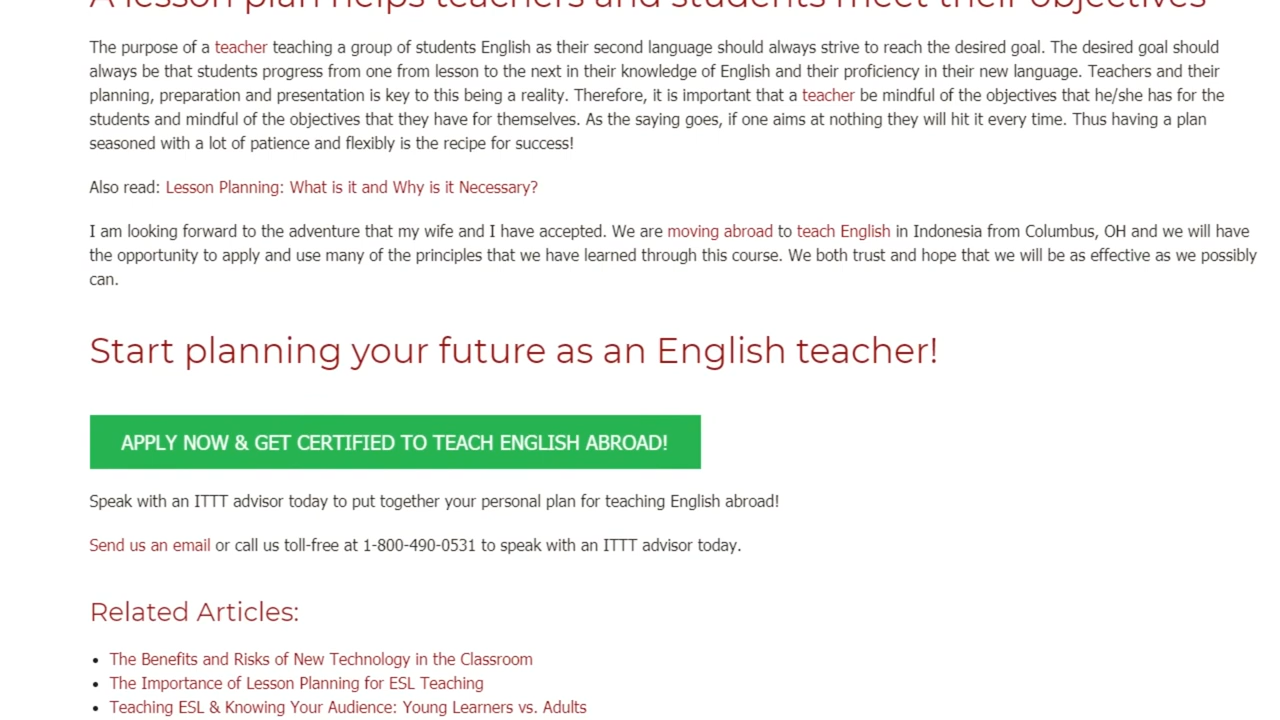 A lesson plan helps teachers and students meet their objectives
The purpose of a teacher teaching a group of students English as their second language should always strive to reach the desired goal. The desired goal should
always be that students progress from one from lesson to the next in their knowledge of English and their proficiency in their new language. Teachers and their
planning, preparation and presentation is key to this being a reality. Therefore, it is important that a teacher be mindful of the objectives that he/she has for the
students and mindful of the objectives that they have for themselves. As the saying goes, if one aims at nothing they will hit it every time. Thus having a plan
seasoned with a lot of patience and flexibly is the recipe for success!
Also read: Lesson Planning: What is it and Why is it Necessary?
I am looking forward to the adventure that my wife and I have accepted. We are moving abroad to teach English in Indonesia from Columbus, OH and we will have
the opportunity to apply and use many of the principles that we have learned through this course. We both trust and hope that we will be as effective as we possibly
can.
Start planning your future as an English teacher!
APPLY NOW & GET CERTIFIED TO TEACH ENGLISH ABROAD!
Speak with an ITTT advisor today to put together your personal plan for teaching English abroad!
Send us an email or call us toll-free at 1-800-490-0531 to speak with an ITTT advisor today.
Related Articles:
• The Benefits and Risks of New Technology in the Classroom
• The Importance of Lesson Planning for ESL Teaching
• Teaching ESL & Knowing Your Audience: Young Learners vs. Adults